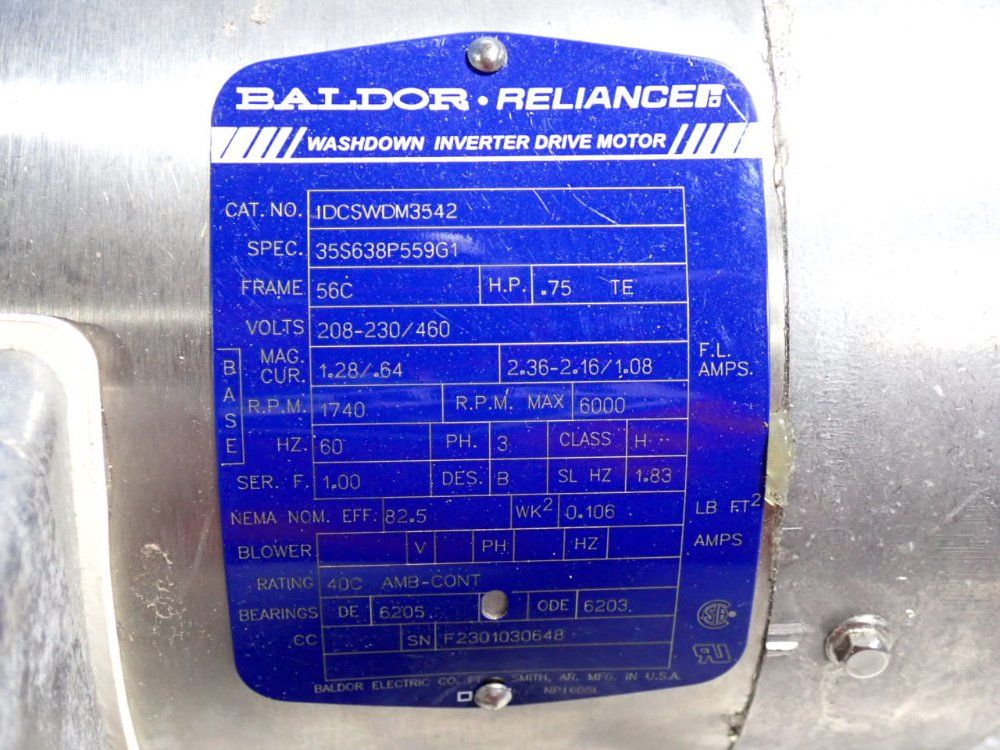 BALDOR • RELIANCE
WASHDOWN INVERTER DRIVE MOTOR
CAT. NO. IDCSWDM3542
SPEC. 35S638P559G1
FRAME 56C H.P. .75 TE
VOLTS 208-230/460
MAG. CUR. 1.28/.64 2.36-2.16/1.08 F.L. AMPS.
BASE
R.P.M. 1740 R.P.M. MAX 6000
HZ. 60 PH. 3 CLASS H
SER. F. 1.00 DES. B SL HZ 1.83
NEMA NOM. EFF. 82.5 WK2 0.106 LB FT2
BLOWER V PH HZ AMPS
RATING 40C AMB-CONT
BEARINGS DE 6205 ODE 6203
CC SN F2301030648
BALDOR ELECTRIC CO. SMITH, AR. MFG. IN U.S.A.